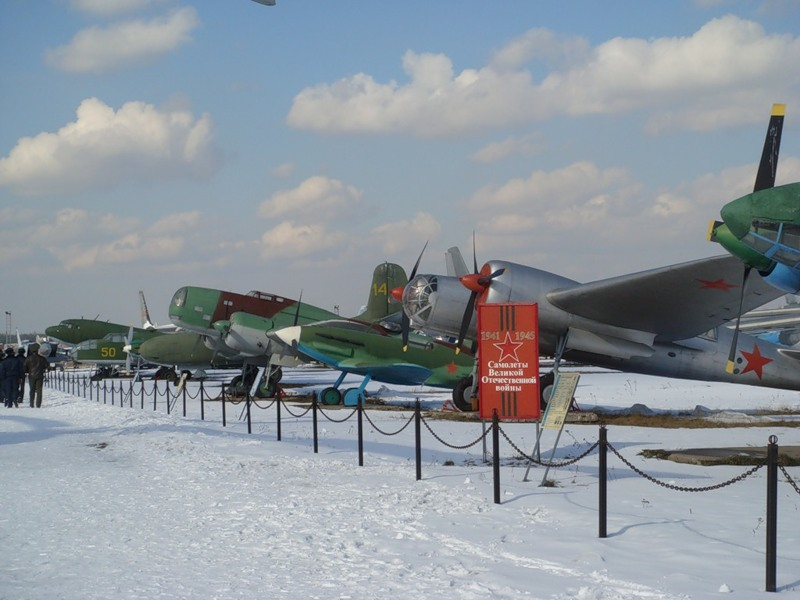 1941 1945
Самолеты
Великой
Отечественной
войны
14
50